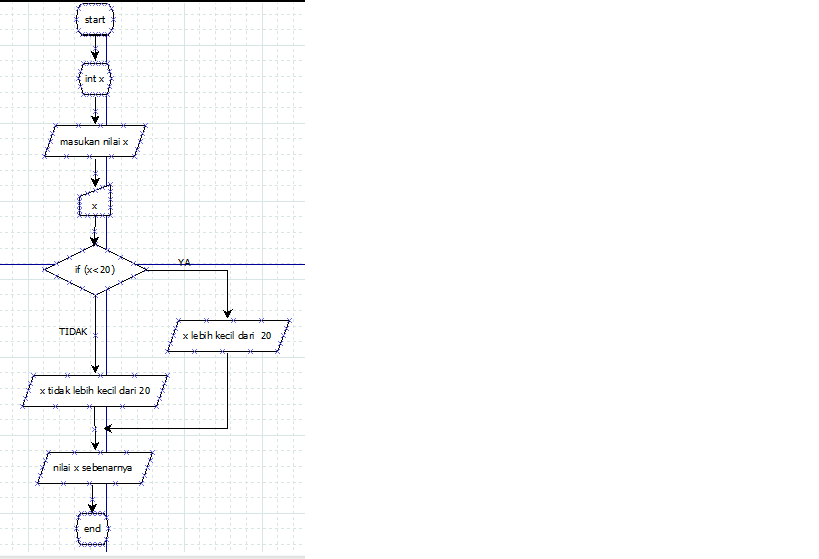 start
int x
masukan nilai x
x
if (x<20)
YA
TIDAK
x lebih kecil dari 20
x tidak lebih kecil dari 20
nilai x sebenarnya
end